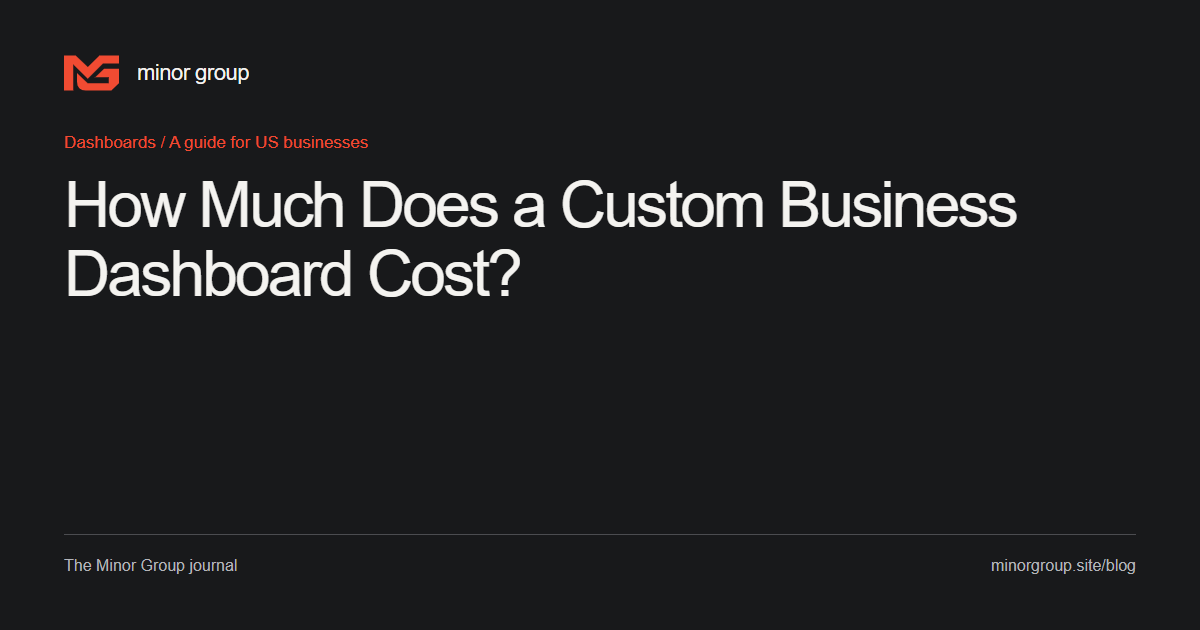 minor group
Dashboards / A guide for US businesses
How Much Does a Custom Business
Dashboard Cost?
The Minor Group journal
minorgroup.site/blog